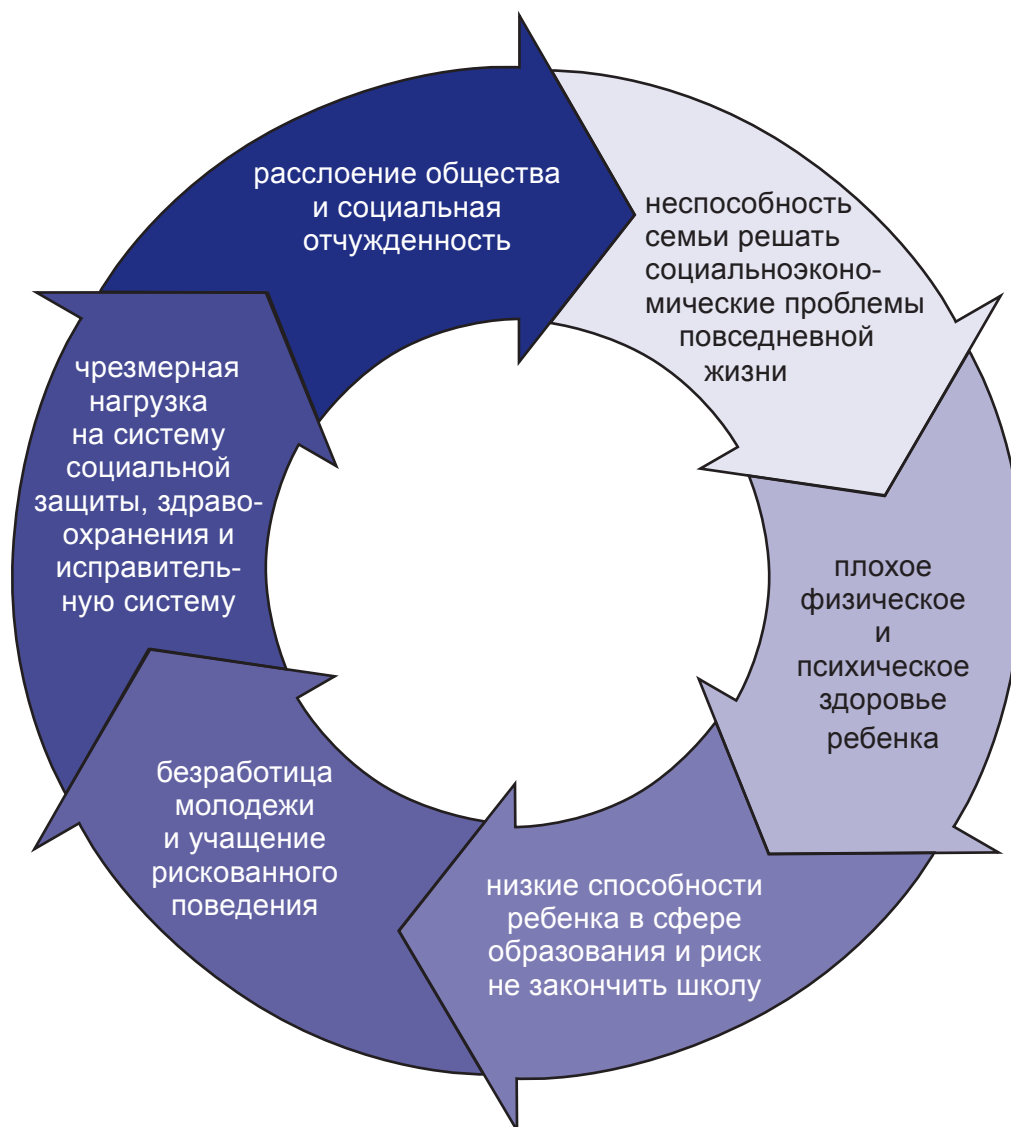 расслоение общества
и социальная
отчужденность
неспособность
семьи решать
социальноэконо-
мические проблемы
повседневной
жизни
плохое
физическое
и
психическое
здоровье
ребенка
низкие способности
ребенка в сфере
образования и риск
не закончить школу
безработица
молодежи
и учащение
рискованного
поведения
чрезмерная
нагрузка
на систему
социальной
защиты, здраво-
охранения и
исправитель-
ную систему